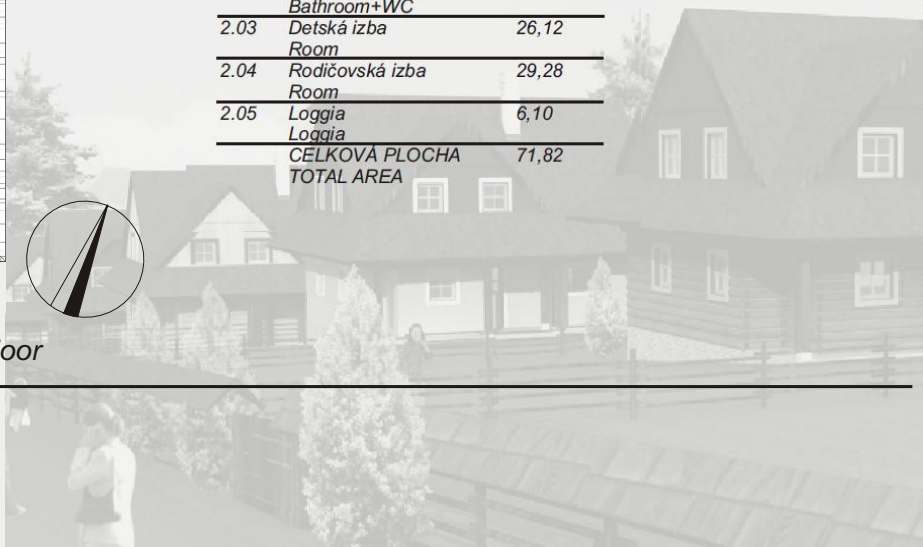 Bathroom+WC
2.03 Detská izba 26,12
Room
2.04 Rodičovská izba 29,28
Room
2.05 Loggia 6,10
Loggia
CELKOVÁ PLOCHA 71,82
TOTAL AREA
oor